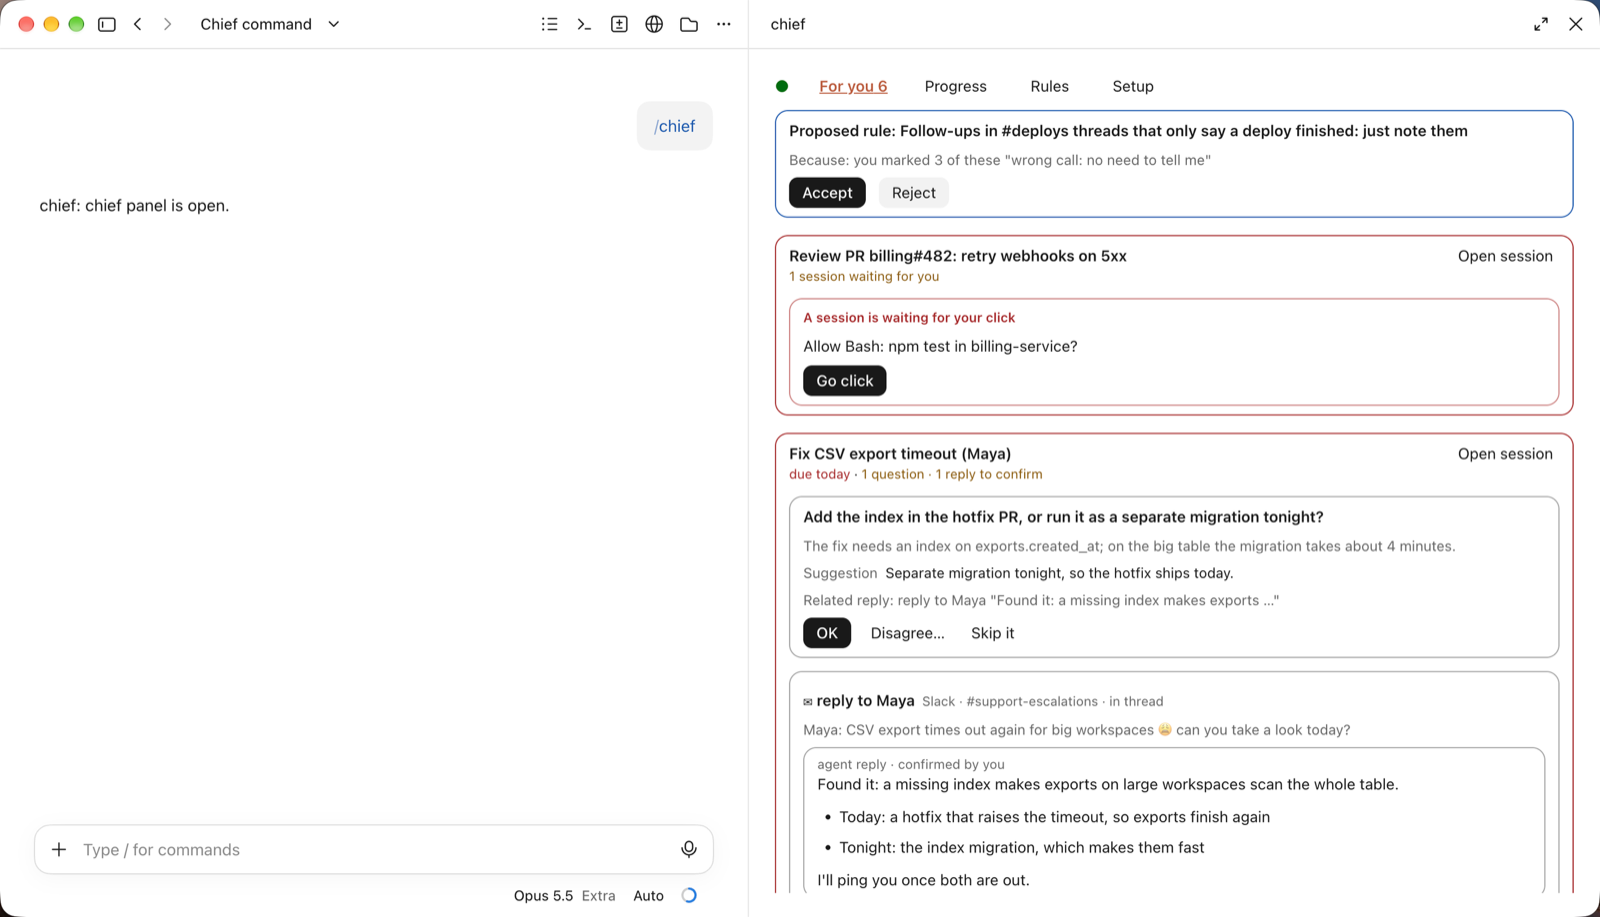 Chief command
/chief
chief: chief panel is open.
Type / for commands
Opus 5.5 Extra Auto
chief
For you 6 Progress Rules Setup
Proposed rule: Follow-ups in #deploys threads that only say a deploy finished: just note them
Because: you marked 3 of these "wrong call: no need to tell me"
Accept Reject
Review PR billing#482: retry webhooks on 5xx Open session
1 session waiting for you
A session is waiting for your click
Allow Bash: npm test in billing-service?
Go click
Fix CSV export timeout (Maya) Open session
due today · 1 question · 1 reply to confirm
Add the index in the hotfix PR, or run it as a separate migration tonight?
The fix needs an index on exports.created_at; on the big table the migration takes about 4 minutes.
Suggestion Separate migration tonight, so the hotfix ships today.
Related reply: reply to Maya "Found it: a missing index makes exports ..."
OK Disagree... Skip it
✉ reply to Maya Slack · #support-escalations · in thread
Maya: CSV export times out again for big workspaces 😩 can you take a look today?
agent reply · confirmed by you
Found it: a missing index makes exports on large workspaces scan the whole table.
• Today: a hotfix that raises the timeout, so exports finish again
• Tonight: the index migration, which makes them fast
I'll ping you once both are out.